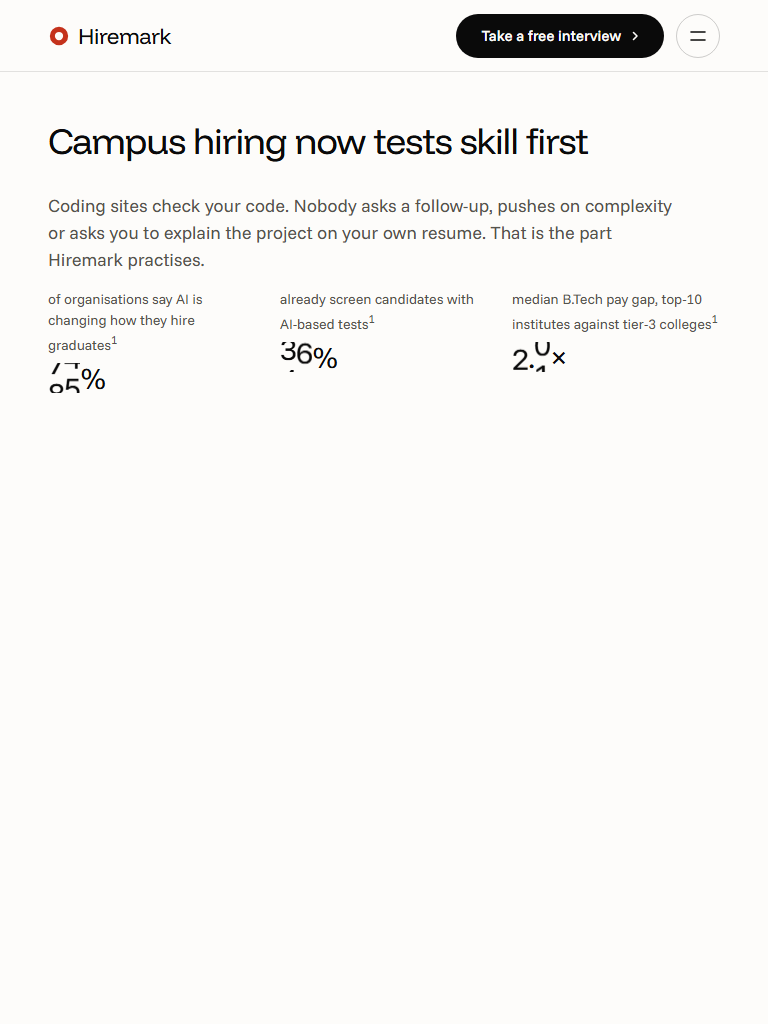 Hiremark
Take a free interview
Campus hiring now tests skill first
Coding sites check your code. Nobody asks a follow-up, pushes on complexity
or asks you to explain the project on your own resume. That is the part
Hiremark practises.
of organisations say AI is
changing how they hire
graduates1
%
already screen candidates with
AI-based tests1
36%
median B.Tech pay gap, top-10
institutes against tier-3 colleges1
2. ×